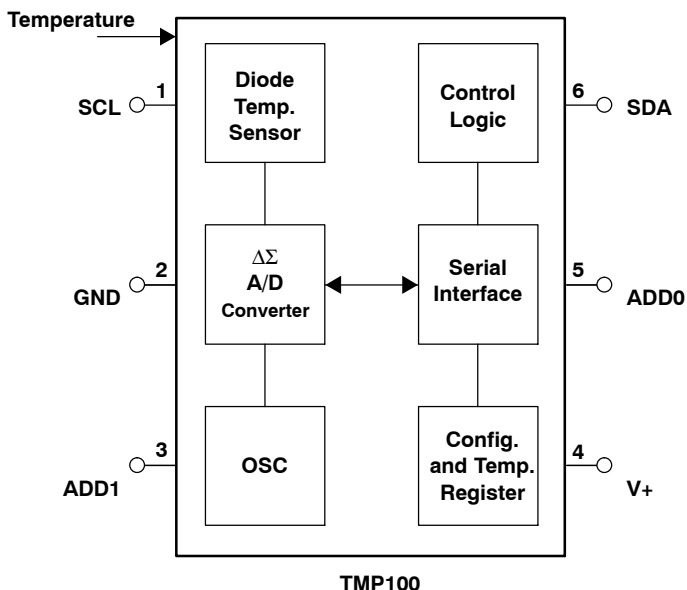 Temperature
SCL
1
GND
2
ADD1
3
Diode
Temp.
Sensor
ΔΣ
A/D
Converter
OSC
Control
Logic
Serial
Interface
Config.
and Temp.
Register
6
SDA
5
ADD0
4
V+
TMP100